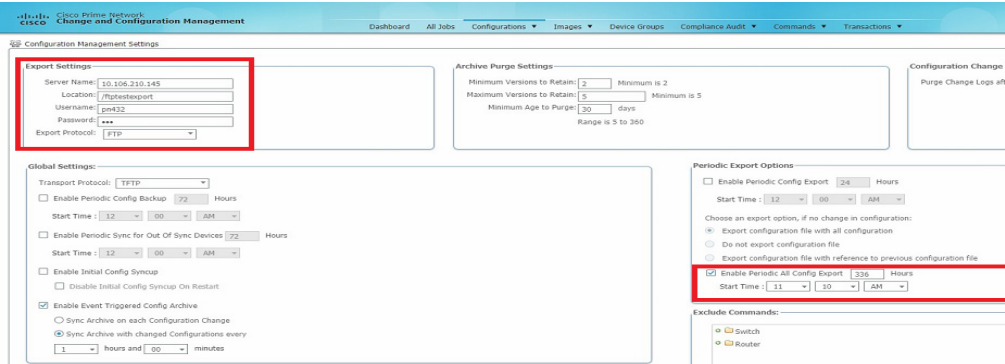 cisco Cisco Prime Network
Change and Configuration Management
Dashboard All Jobs Configurations Images Device Groups Compliance Audit Commands Transactions
Configuration Management Settings
Export Settings
Server Name: 10.106.210.145
Location: /ftptestexport
Username: pn432
Password: •••
Export Protocol: FTP
Archive Purge Settings
Minimum Versions to Retain: 2 Minimum is 2
Maximum Versions to Retain: 5 Minimum is 5
Minimum Age to Purge: 30 days
Range is 5 to 360
Configuration Change
Purge Change Logs aft
Global Settings:
Transport Protocol: TFTP
Enable Periodic Config Backup 72 Hours
Start Time : 12 00 AM
Enable Periodic Sync for Out Of Sync Devices 72 Hours
Start Time : 12 00 AM
Enable Initial Config Syncup
Disable Initial Config Syncup On Restart
Enable Event Triggered Config Archive
Sync Archive on each Configuration Change
Sync Archive with changed Configurations every
1 hours and 00 minutes
Periodic Export Options
Enable Periodic Config Export 24 Hours
Start Time : 12 00 AM
Choose an export option, if no change in configuration:
Export configuration file with all configuration
Do not export configuration file
Export configuration file with reference to previous configuration file
Enable Periodic All Config Export 336 Hours
Start Time : 11 10 AM
Exclude Commands:
Switch
Router